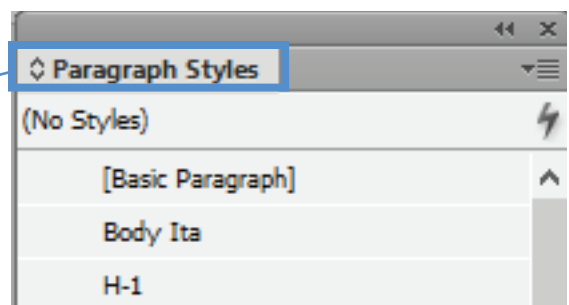 Paragraph Styles
(No Styles)
[Basic Paragraph]
Body Ita
H-1